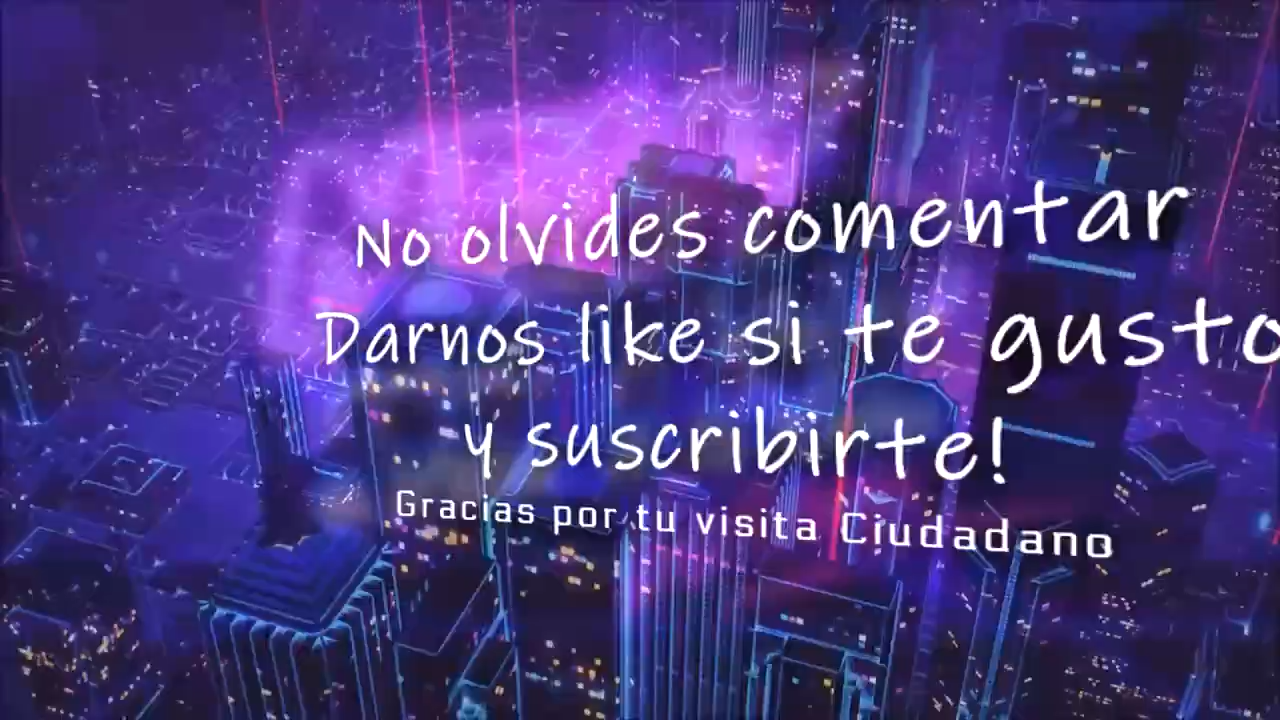 No olvides comentar
Darnos like si te gusto
y suscribirte!
Gracias por tu visita Ciudadano